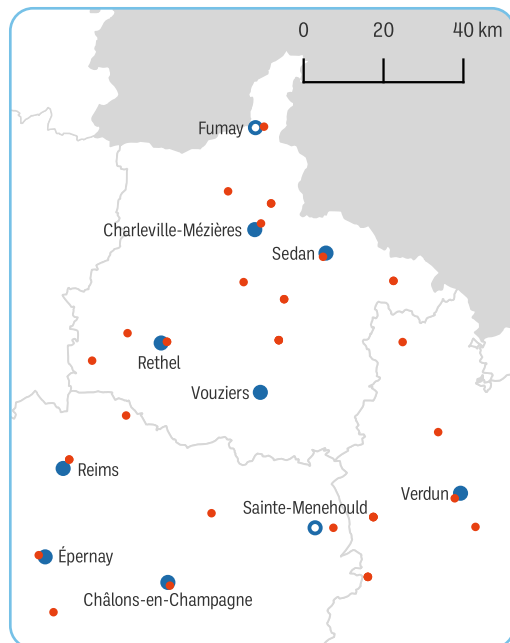 0 20 40 km
Fumay
Charleville-Mézières
Sedan
Rethel
Vouziers
Reims
Verdun
Sainte-Menehould
Épernay
Châlons-en-Champagne